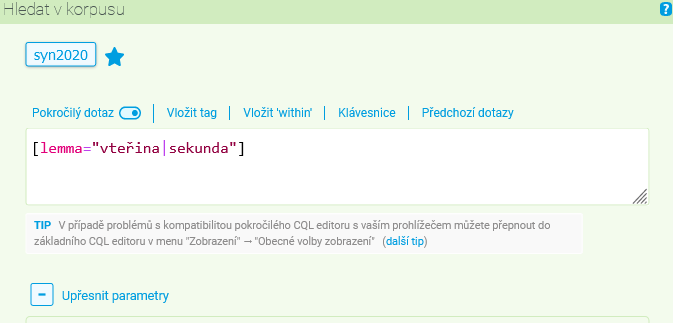 Hledat v korpusu
?
syn2020
Pokročilý dotaz | Vložit tag | Vložit 'within' | Klávesnice | Předchozí dotazy
[lemma="vteřina|sekunda"]
TIP V případě problémů s kompatibilitou pokročilého CQL editoru s vaším prohlížečem můžete přepnout do
základního CQL editoru v menu "Zobrazení" → "Obecné volby zobrazení" (další tip)
Upřesnit parametry